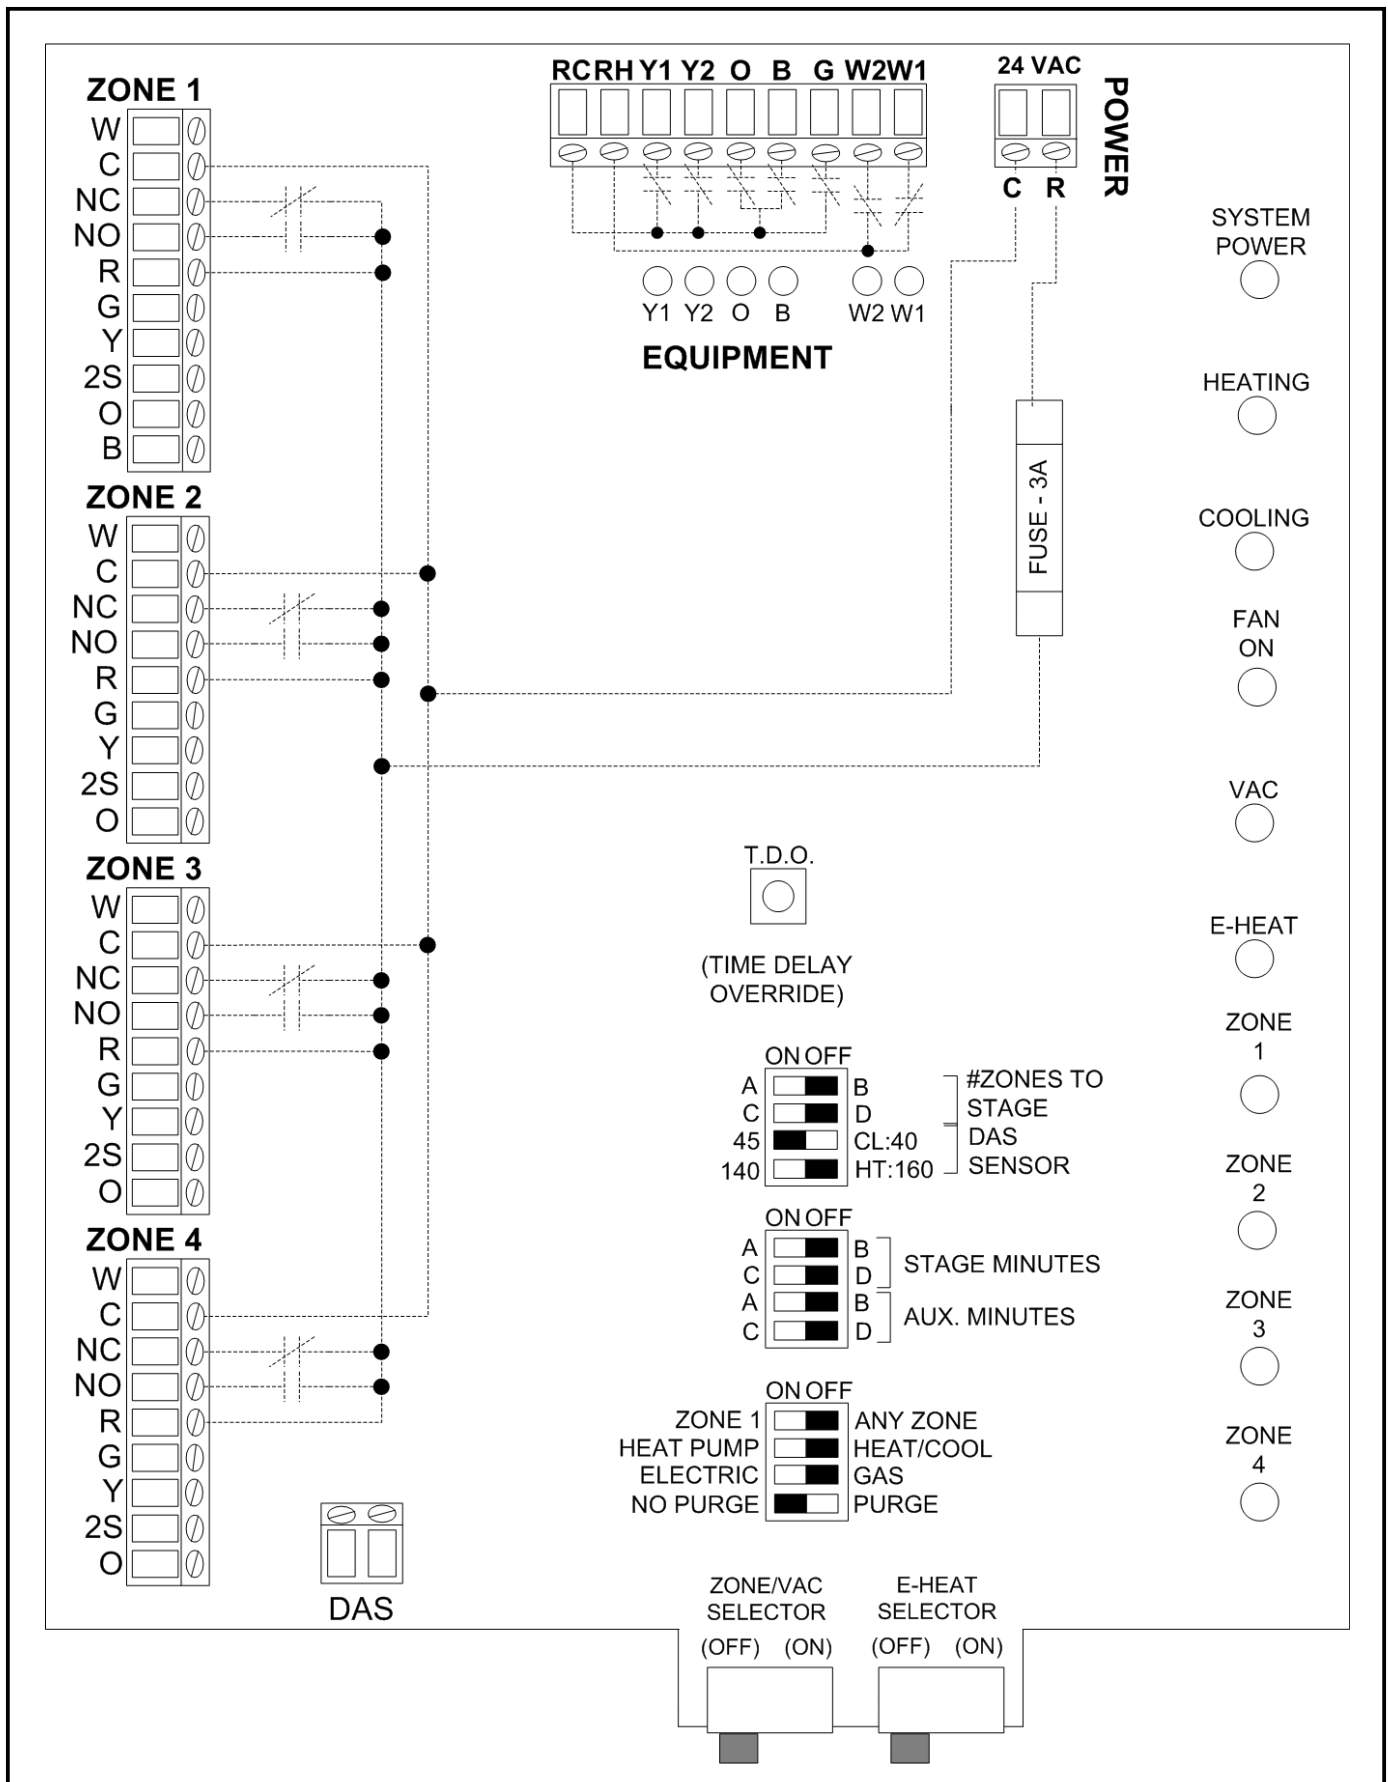 ZONE 1
W
C
NC
NO
R
G
Y
2S
O
B
ZONE 2
W
C
NC
NO
R
G
Y
2S
O
ZONE 3
W
C
NC
NO
R
G
Y
2S
O
ZONE 4
W
C
NC
NO
R
G
Y
2S
O
DAS
RC RH Y1 Y2 O B G W2 W1
Y1 Y2 O B W2 W1
EQUIPMENT
24 VAC
POWER
C R
FUSE - 3A
T.D.O.
(TIME DELAY
OVERRIDE)
ON OFF
A B
C D
45 CL:40
140 HT:160
#ZONES TO
STAGE
DAS
SENSOR
ON OFF
A B
C D
A B
C D
STAGE MINUTES
AUX. MINUTES
ON OFF
ZONE 1 ANY ZONE
HEAT PUMP HEAT/COOL
ELECTRIC GAS
NO PURGE PURGE
ZONE/VAC
SELECTOR
(OFF) (ON)
E-HEAT
SELECTOR
(OFF) (ON)
SYSTEM
POWER
HEATING
COOLING
FAN
ON
VAC
E-HEAT
ZONE
1
ZONE
2
ZONE
3
ZONE
4